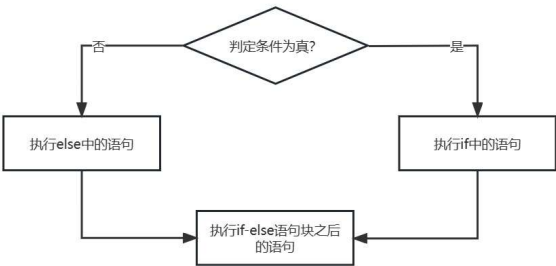 判定条件为真?
否
是
执行else中的语句
执行if中的语句
执行if-else语句块之后
的语句